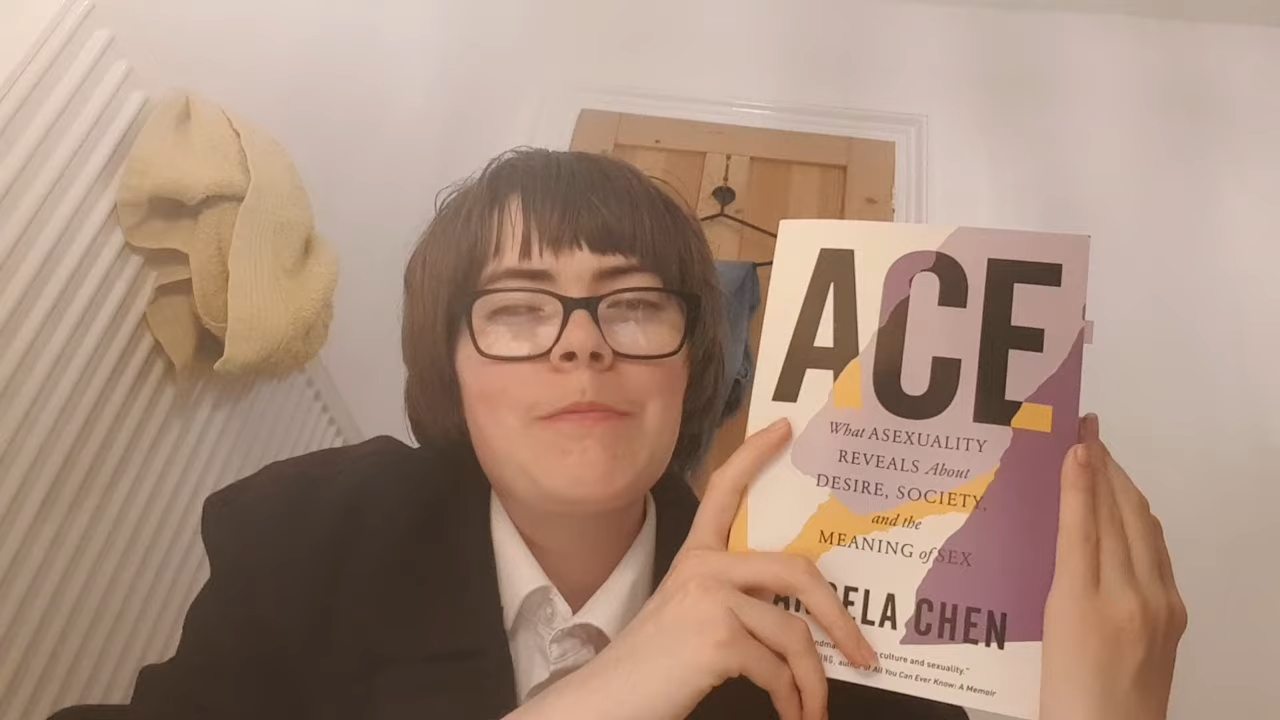 ACE
What ASEXUALITY
REVEALS About
DESIRE, SOCIETY,
and the
MEANING of SEX
ANGELA CHEN
culture and sexuality."
author of All You Can Ever Know: A Memoir